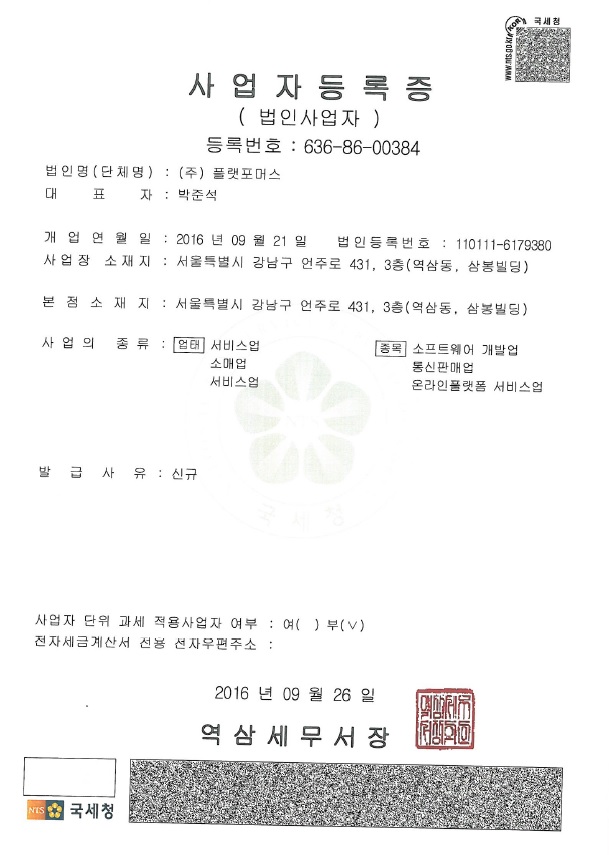 국세청
www.nts.go.kr
사업자등록증
( 법인사업자 )
등록번호 : 636-86-00384
법인명(단체명) : (주) 플랫포머스
대 표 자 : 박준석
개 업 연 월 일 : 2016 년 09 월 21 일 법인등록번호 : 110111-6179380
사업장 소재지 : 서울특별시 강남구 언주로 431, 3층(역삼동, 삼봉빌딩)
본 점 소 재 지 : 서울특별시 강남구 언주로 431, 3층(역삼동, 삼봉빌딩)
사 업 의 종 류 : 업태 서비스업 종목 소프트웨어 개발업
소매업 통신판매업
서비스업 온라인플랫폼 서비스업
국세청
발 급 사 유 : 신규
사업자 단위 과세 적용사업자 여부 : 여( ) 부(∨)
전자세금계산서 전용 전자우편주소 :
2016 년 09 월 26 일
역삼세무서장
NTS 국세청